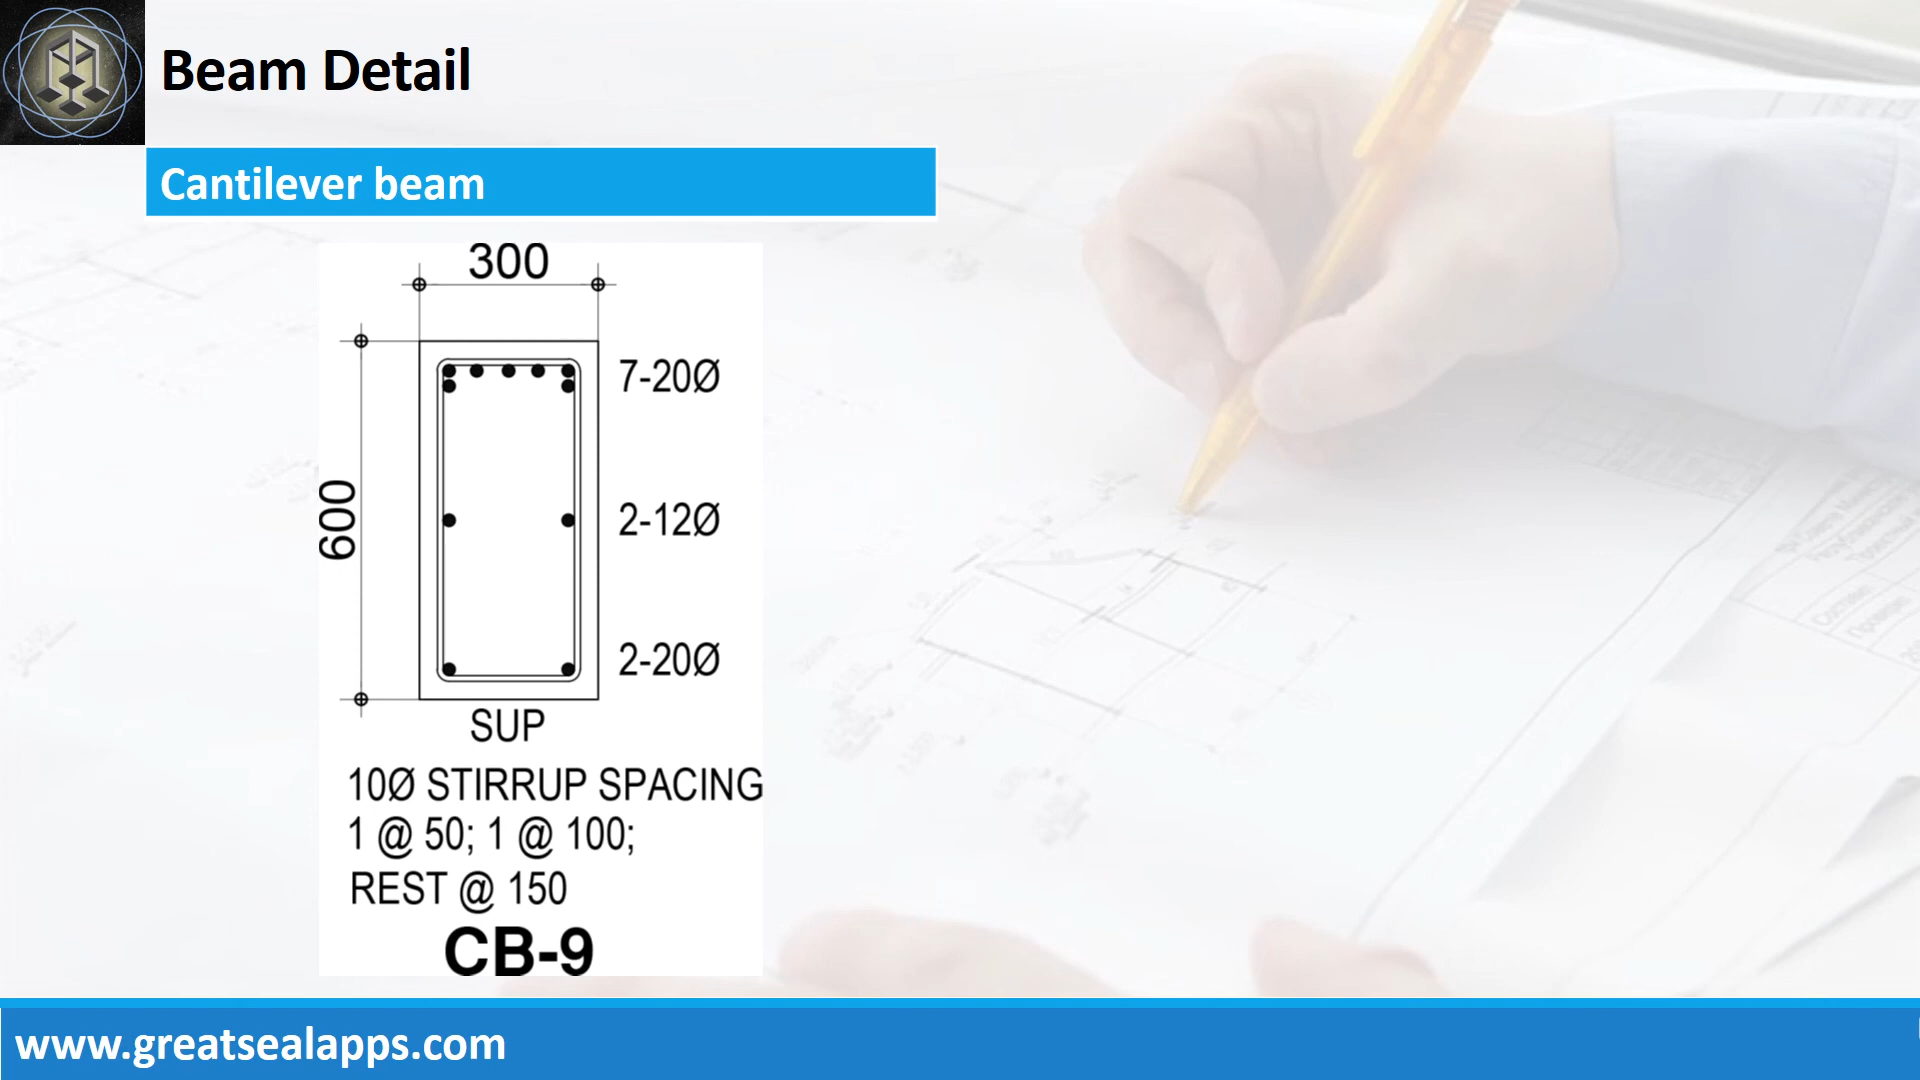 Beam Detail
Cantilever beam
300
600
7-20Ø
2-12Ø
2-20Ø
SUP
10Ø STIRRUP SPACING
1 @ 50; 1 @ 100;
REST @ 150
CB-9
www.greatsealapps.com